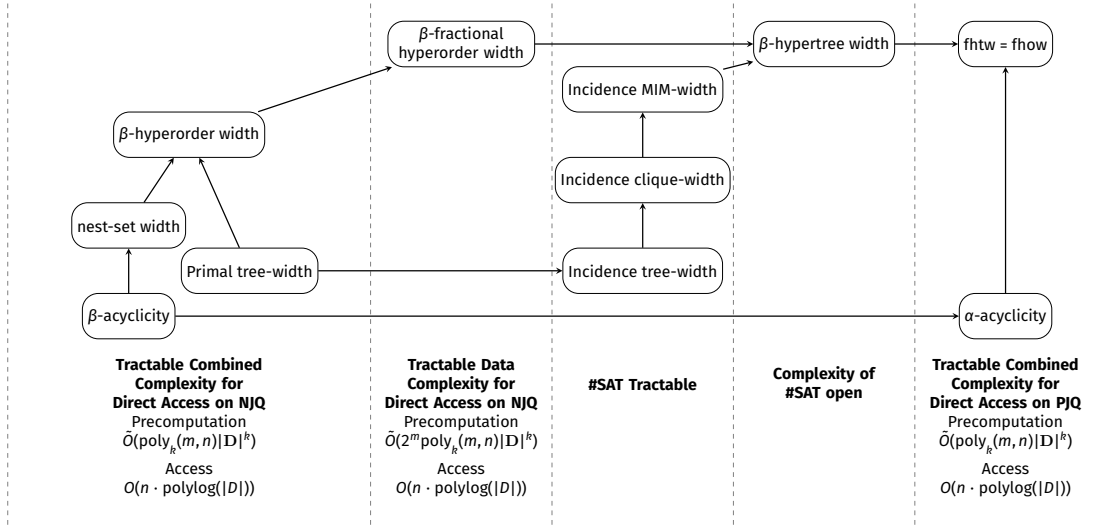 β-fractional
hyperorder width
β-hypertree width
fhtw = fhow
Incidence MIM-width
β-hyperorder width
Incidence clique-width
nest-set width
Primal tree-width
Incidence tree-width
β-acyclicity
α-acyclicity
Tractable Combined
Complexity for
Direct Access on NJQ
Precomputation
Õ(poly_k(m, n)|D|^k)
Access
O(n · polylog(|D|))
Tractable Data
Complexity for
Direct Access on NJQ
Precomputation
Õ(2^m poly_k(m, n)|D|^k)
Access
O(n · polylog(|D|))
#SAT Tractable
Complexity of
#SAT open
Tractable Combined
Complexity for
Direct Access on PJQ
Precomputation
Õ(poly_k(m, n)|D|^k)
Access
O(n · polylog(|D|))